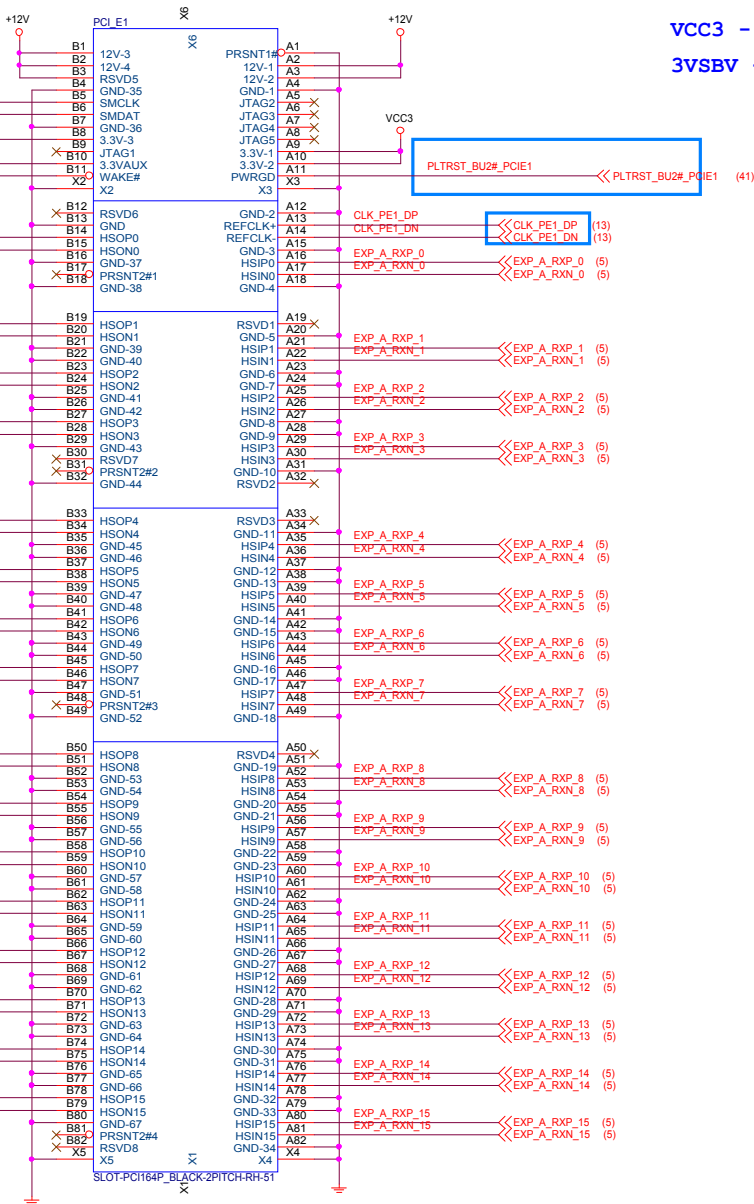 +12V
PCI_E1
X6
X6
+12V
VCC3 -
3VSBV -
B1 12V-3 PRSNT1# A1
B2 12V-4 12V-1 A2
B3 RSVD5 12V-2 A3
B4 GND-35 GND-1 A4
B5 SMCLK JTAG2 A5
B6 SMDAT JTAG3 A6
B7 GND-36 JTAG4 A7
B8 3.3V-3 JTAG5 A8
VCC3
B9 JTAG1 3.3V-1 A9
B10 3.3VAUX 3.3V-2 A10
B11 WAKE# PWRGD A11 PLTRST_BU2#_PCIE1 PLTRST_BU2#_PCIE1 (41)
X2 X2 X3 X3
B12 RSVD6 GND-2 A12
B13 GND REFCLK+ A13 CLK_PE1_DP CLK_PE1_DP (13)
B14 HSOP0 REFCLK- A14 CLK_PE1_DN CLK_PE1_DN (13)
B15 HSON0 GND-3 A15
B16 GND-37 HSIP0 A16 EXP_A_RXP_0 EXP_A_RXP_0 (5)
B17 PRSNT2#1 HSIN0 A17 EXP_A_RXN_0 EXP_A_RXN_0 (5)
B18 GND-38 GND-4 A18
B19 HSOP1 RSVD1 A19
B20 HSON1 GND-5 A20
B21 GND-39 HSIP1 A21 EXP_A_RXP_1 EXP_A_RXP_1 (5)
B22 GND-40 HSIN1 A22 EXP_A_RXN_1 EXP_A_RXN_1 (5)
B23 HSOP2 GND-6 A23
B24 HSON2 GND-7 A24
B25 GND-41 HSIP2 A25 EXP_A_RXP_2 EXP_A_RXP_2 (5)
B26 GND-42 HSIN2 A26 EXP_A_RXN_2 EXP_A_RXN_2 (5)
B27 HSOP3 GND-8 A27
B28 HSON3 GND-9 A28
B29 GND-43 HSIP3 A29 EXP_A_RXP_3 EXP_A_RXP_3 (5)
B30 RSVD7 HSIN3 A30 EXP_A_RXN_3 EXP_A_RXN_3 (5)
B31 PRSNT2#2 GND-10 A31
B32 GND-44 RSVD2 A32
B33 HSOP4 RSVD3 A33
B34 HSON4 GND-11 A34
B35 GND-45 HSIP4 A35 EXP_A_RXP_4 EXP_A_RXP_4 (5)
B36 GND-46 HSIN4 A36 EXP_A_RXN_4 EXP_A_RXN_4 (5)
B37 HSOP5 GND-12 A37
B38 HSON5 GND-13 A38
B39 GND-47 HSIP5 A39 EXP_A_RXP_5 EXP_A_RXP_5 (5)
B40 GND-48 HSIN5 A40 EXP_A_RXN_5 EXP_A_RXN_5 (5)
B41 HSOP6 GND-14 A41
B42 HSON6 GND-15 A42
B43 GND-49 HSIP6 A43 EXP_A_RXP_6 EXP_A_RXP_6 (5)
B44 GND-50 HSIN6 A44 EXP_A_RXN_6 EXP_A_RXN_6 (5)
B45 HSOP7 GND-16 A45
B46 HSON7 GND-17 A46
B47 GND-51 HSIP7 A47 EXP_A_RXP_7 EXP_A_RXP_7 (5)
B48 PRSNT2#3 HSIN7 A48 EXP_A_RXN_7 EXP_A_RXN_7 (5)
B49 GND-52 GND-18 A49
B50 HSOP8 RSVD4 A50
B51 HSON8 GND-19 A51
B52 GND-53 HSIP8 A52 EXP_A_RXP_8 EXP_A_RXP_8 (5)
B53 GND-54 HSIN8 A53 EXP_A_RXN_8 EXP_A_RXN_8 (5)
B54 HSOP9 GND-20 A54
B55 HSON9 GND-21 A55
B56 GND-55 HSIP9 A56 EXP_A_RXP_9 EXP_A_RXP_9 (5)
B57 GND-56 HSIN9 A57 EXP_A_RXN_9 EXP_A_RXN_9 (5)
B58 HSOP10 GND-22 A58
B59 HSON10 GND-23 A59
B60 GND-57 HSIP10 A60 EXP_A_RXP_10 EXP_A_RXP_10 (5)
B61 GND-58 HSIN10 A61 EXP_A_RXN_10 EXP_A_RXN_10 (5)
B62 HSOP11 GND-24 A62
B63 HSON11 GND-25 A63
B64 GND-59 HSIP11 A64 EXP_A_RXP_11 EXP_A_RXP_11 (5)
B65 GND-60 HSIN11 A65 EXP_A_RXN_11 EXP_A_RXN_11 (5)
B66 HSOP12 GND-26 A66
B67 HSON12 GND-27 A67
B68 GND-61 HSIP12 A68 EXP_A_RXP_12 EXP_A_RXP_12 (5)
B69 GND-62 HSIN12 A69 EXP_A_RXN_12 EXP_A_RXN_12 (5)
B70 HSOP13 GND-28 A70
B71 HSON13 GND-29 A71
B72 GND-63 HSIP13 A72 EXP_A_RXP_13 EXP_A_RXP_13 (5)
B73 GND-64 HSIN13 A73 EXP_A_RXN_13 EXP_A_RXN_13 (5)
B74 HSOP14 GND-30 A74
B75 HSON14 GND-31 A75
B76 GND-65 HSIP14 A76 EXP_A_RXP_14 EXP_A_RXP_14 (5)
B77 GND-66 HSIN14 A77 EXP_A_RXN_14 EXP_A_RXN_14 (5)
B78 HSOP15 GND-32 A78
B79 HSON15 GND-33 A79
B80 GND-67 HSIP15 A80 EXP_A_RXP_15 EXP_A_RXP_15 (5)
B81 PRSNT2#4 HSIN15 A81 EXP_A_RXN_15 EXP_A_RXN_15 (5)
B82 RSVD8 GND-34 A82
X5 X5 X1 X4 X4
SLOT-PCI164P_BLACK-2PITCH-RH-51
X1